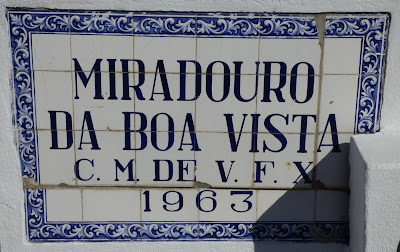 MIRADOURO
DA BOA VISTA
C. M. DE V. F. X
1963